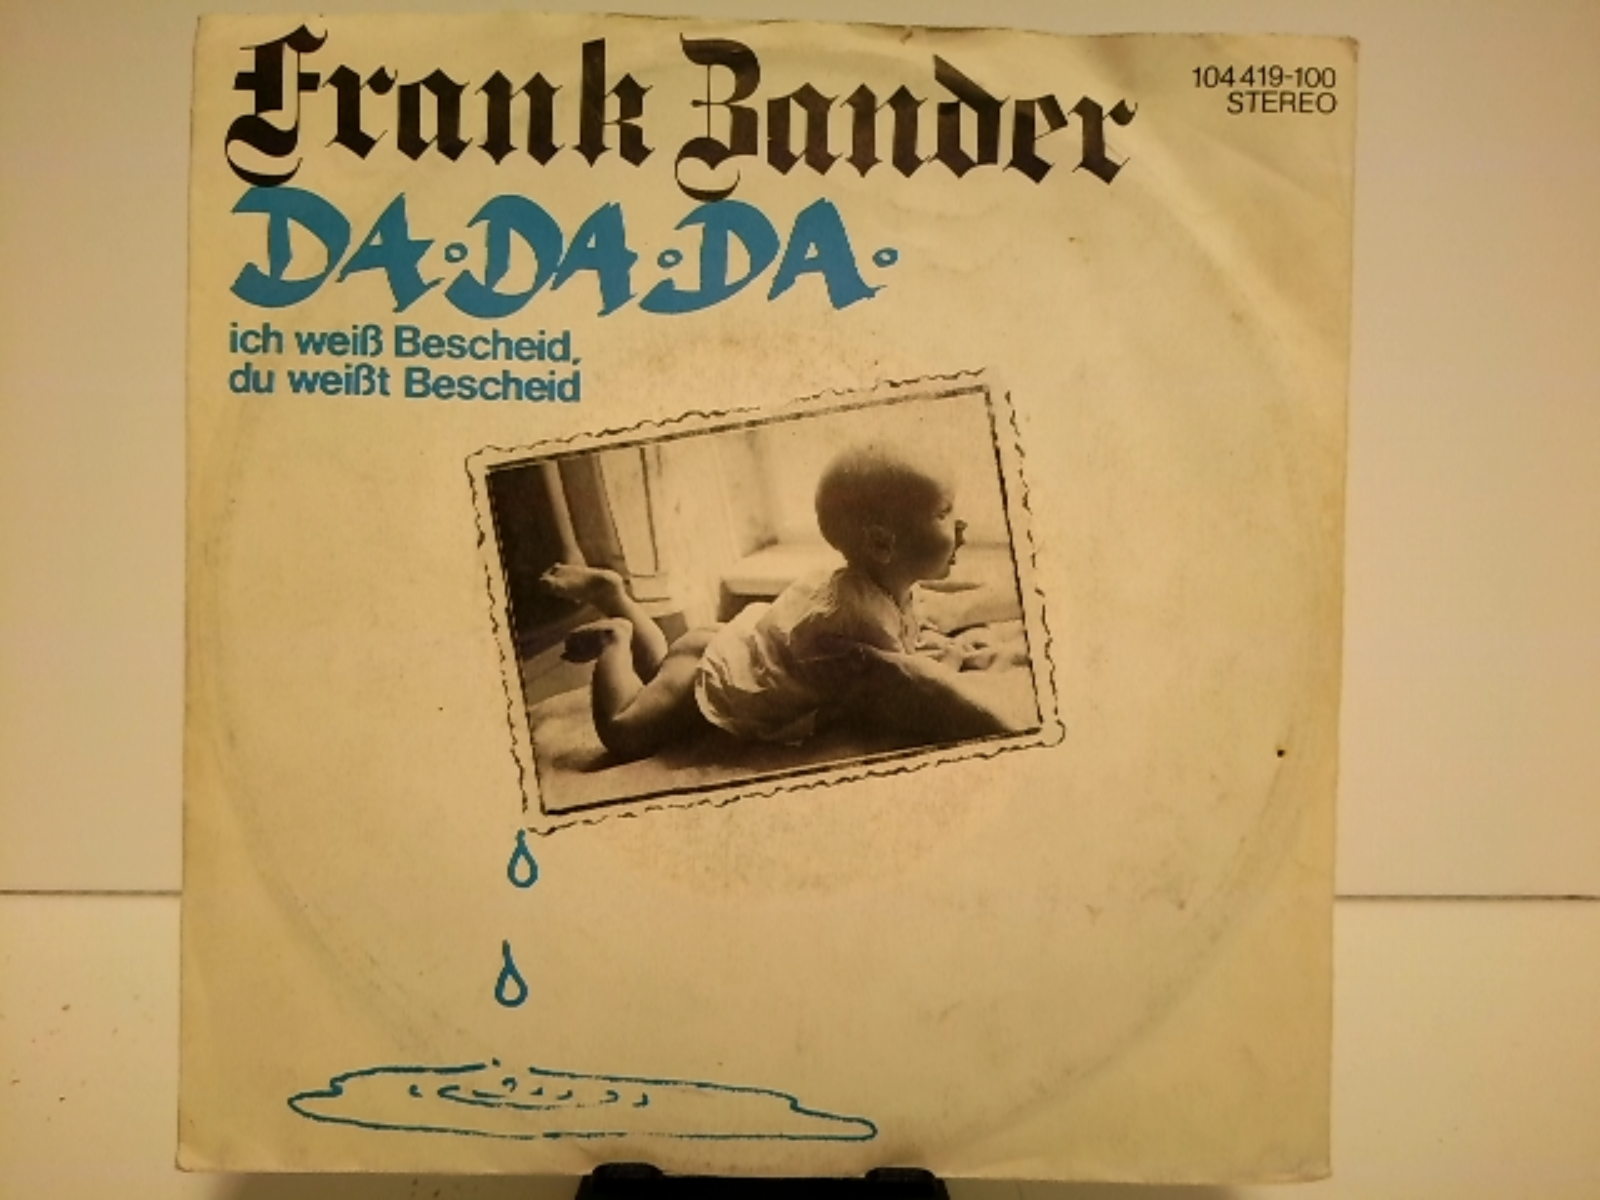 Frank Zander
104 419-100
STEREO
DA·DA·DA·
ich weiß Bescheid,
du weißt Bescheid